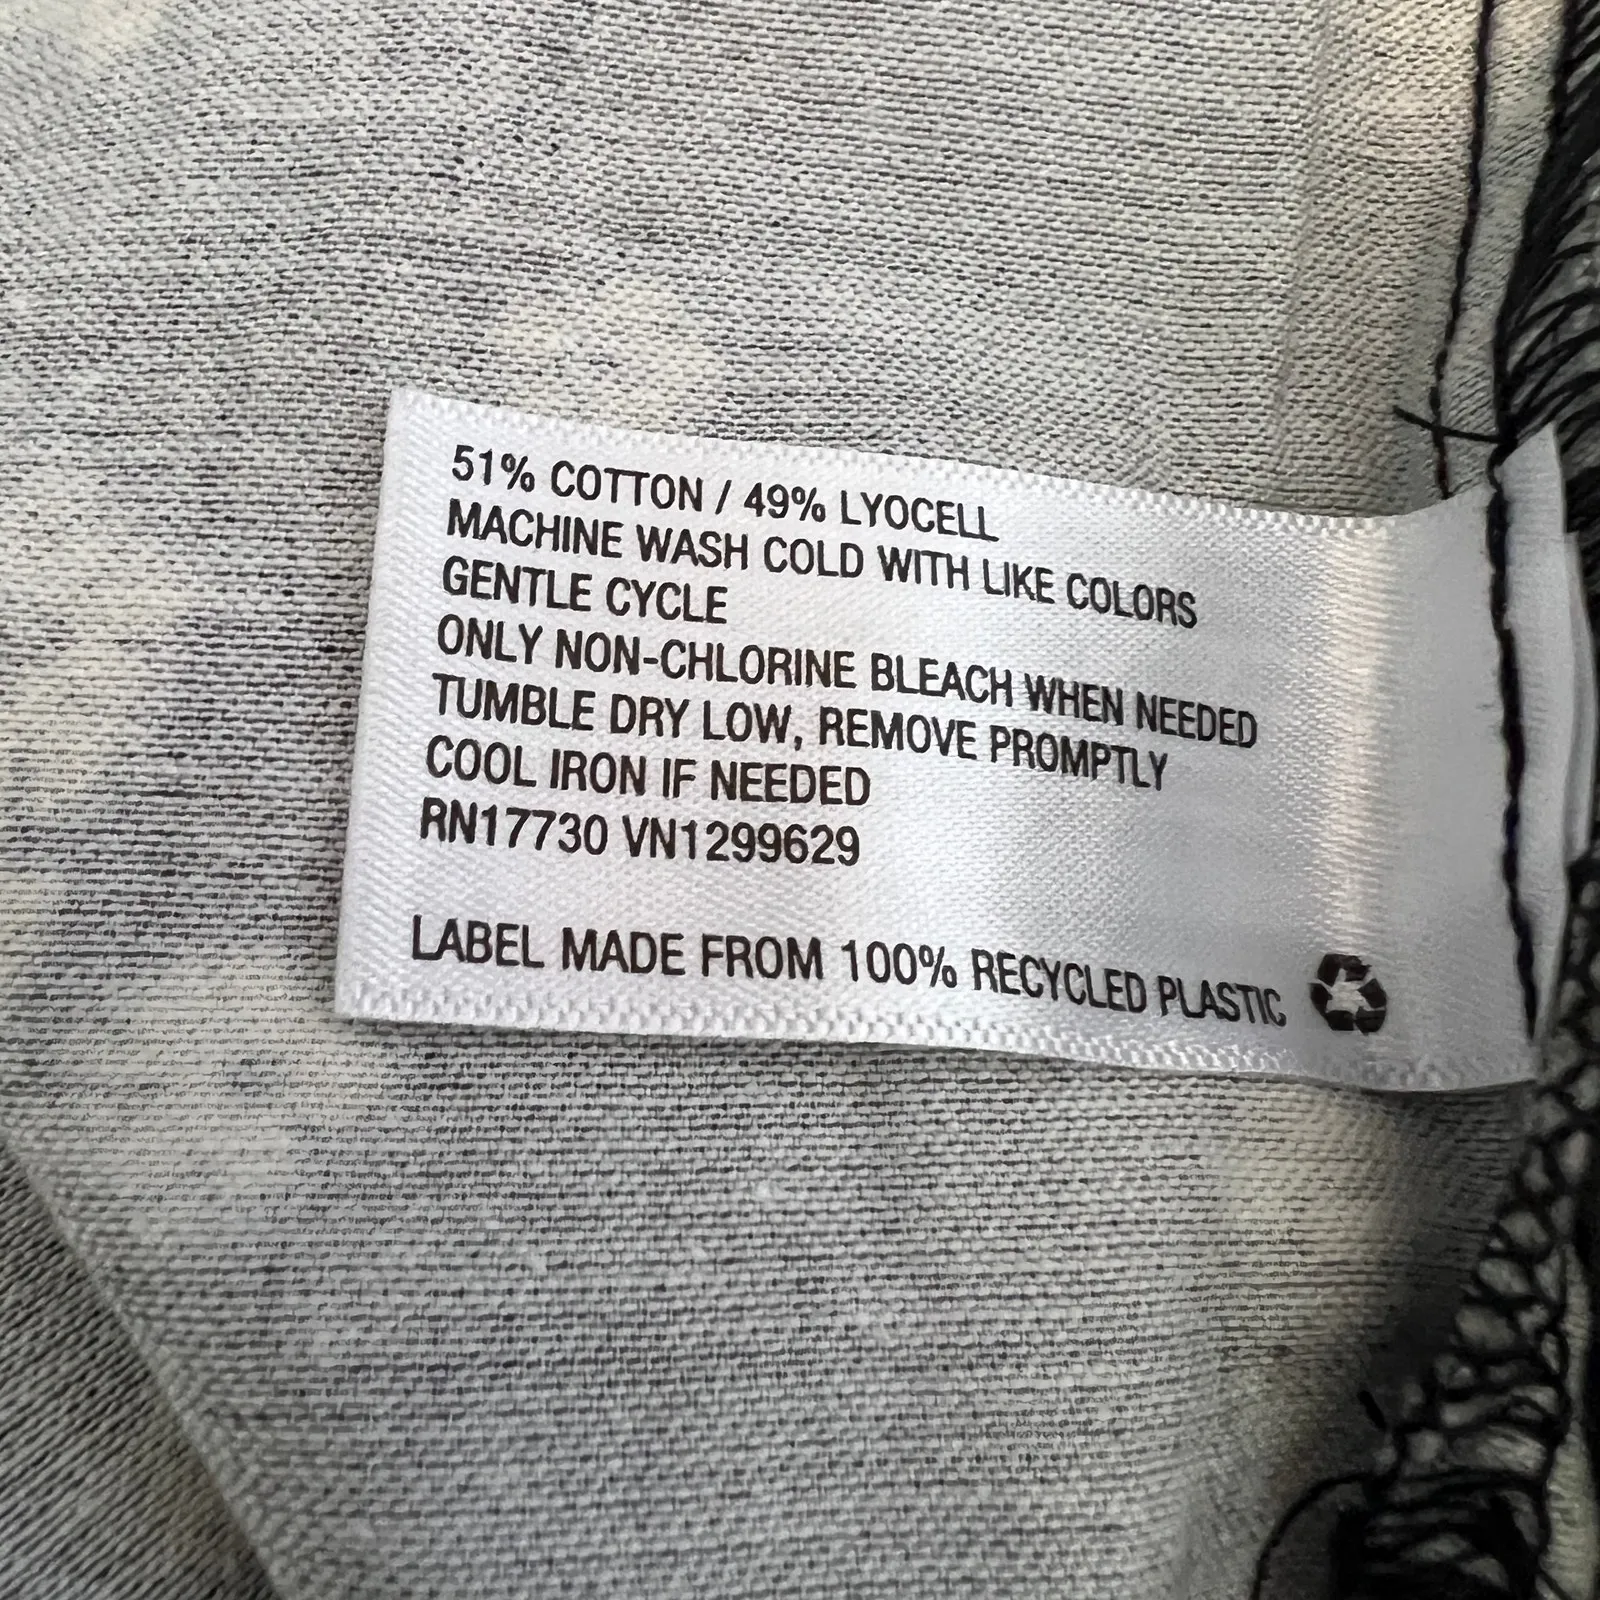 51% COTTON / 49% LYOCELL
MACHINE WASH COLD WITH LIKE COLORS
GENTLE CYCLE
ONLY NON-CHLORINE BLEACH WHEN NEEDED
TUMBLE DRY LOW, REMOVE PROMPTLY
COOL IRON IF NEEDED
RN17730 VN1299629
LABEL MADE FROM 100% RECYCLED PLASTIC